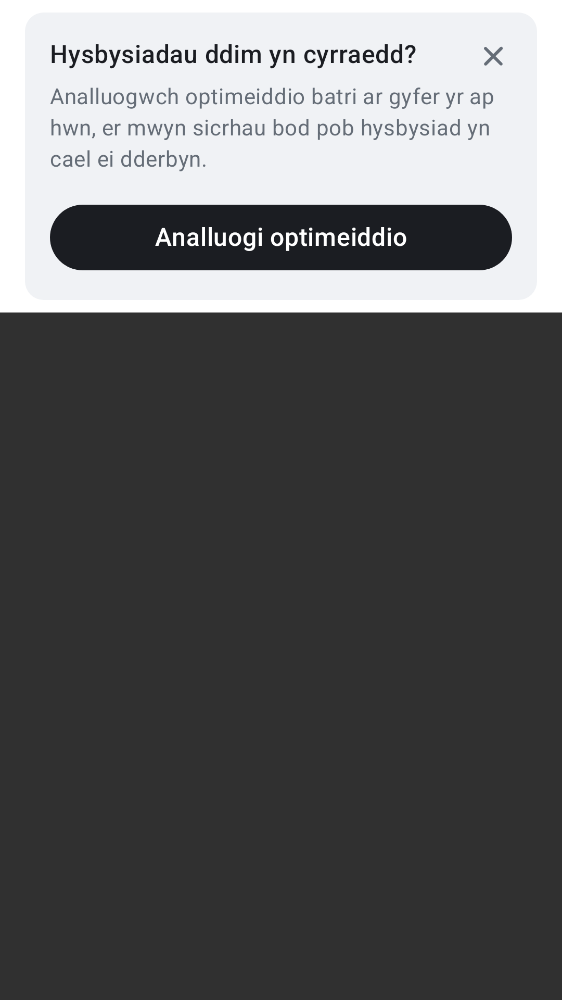 Hysbysiadau ddim yn cyrraedd?
Analluogwch optimeiddio batri ar gyfer yr ap
hwn, er mwyn sicrhau bod pob hysbysiad yn
cael ei dderbyn.
Analluogi optimeiddio